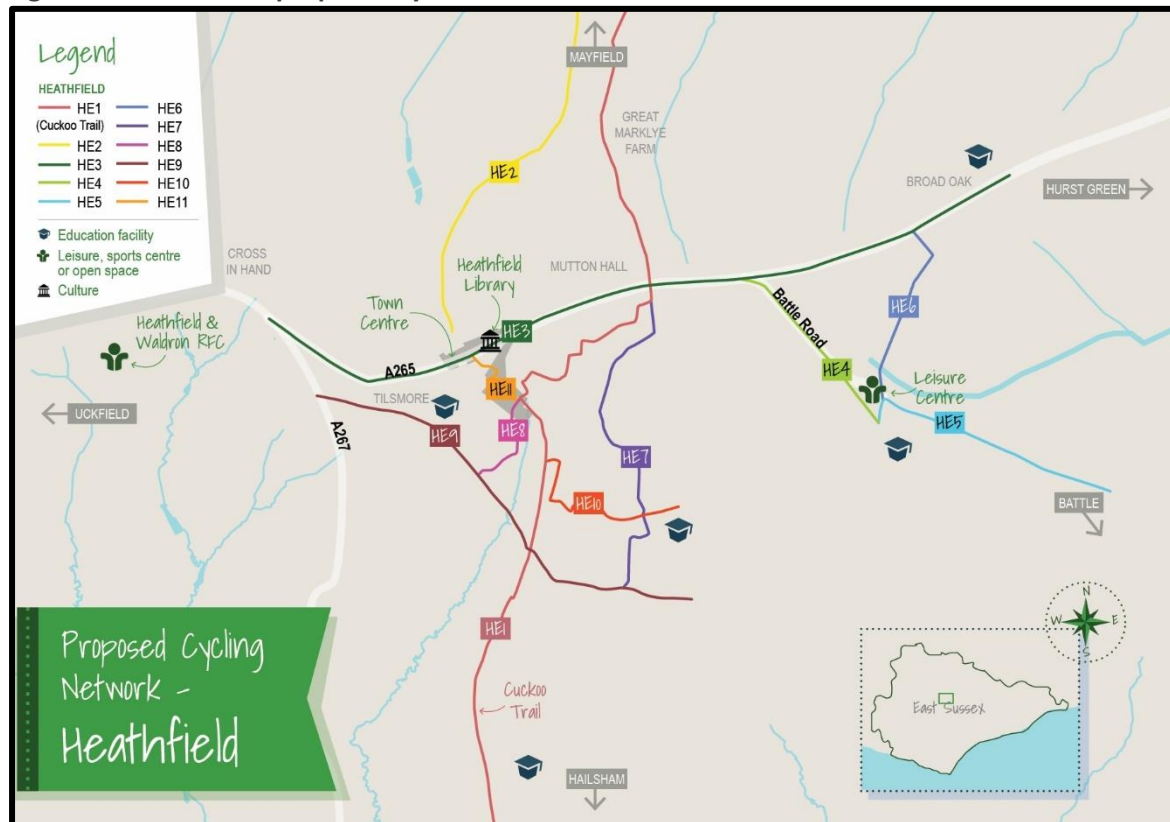 Legend
HEATHFIELD
HE1
(Cuckoo Trail)
HE2
HE3
HE4
HE5
HE6
HE7
HE8
HE9
HE10
HE11
Education facility
Leisure, sports centre
or open space
Culture
MAYFIELD
GREAT
MARKLYE
FARM
HE2
BROAD OAK
HURST GREEN
CROSS
IN HAND
Heathfield
Library
MUTTON HALL
Town
Centre
HE3
HE6
Battle Road
Heathfield &
Waldron RFC
A265
HE4
HE11
TILSMORE
Leisure
Centre
UCKFIELD
A267
HE9
HE8
HE5
HE7
HE10
BATTLE
HE1
Proposed Cycling
Network -
Heathfield
Cuckoo
Trail
HAILSHAM
N
W
E
S
East Sussex